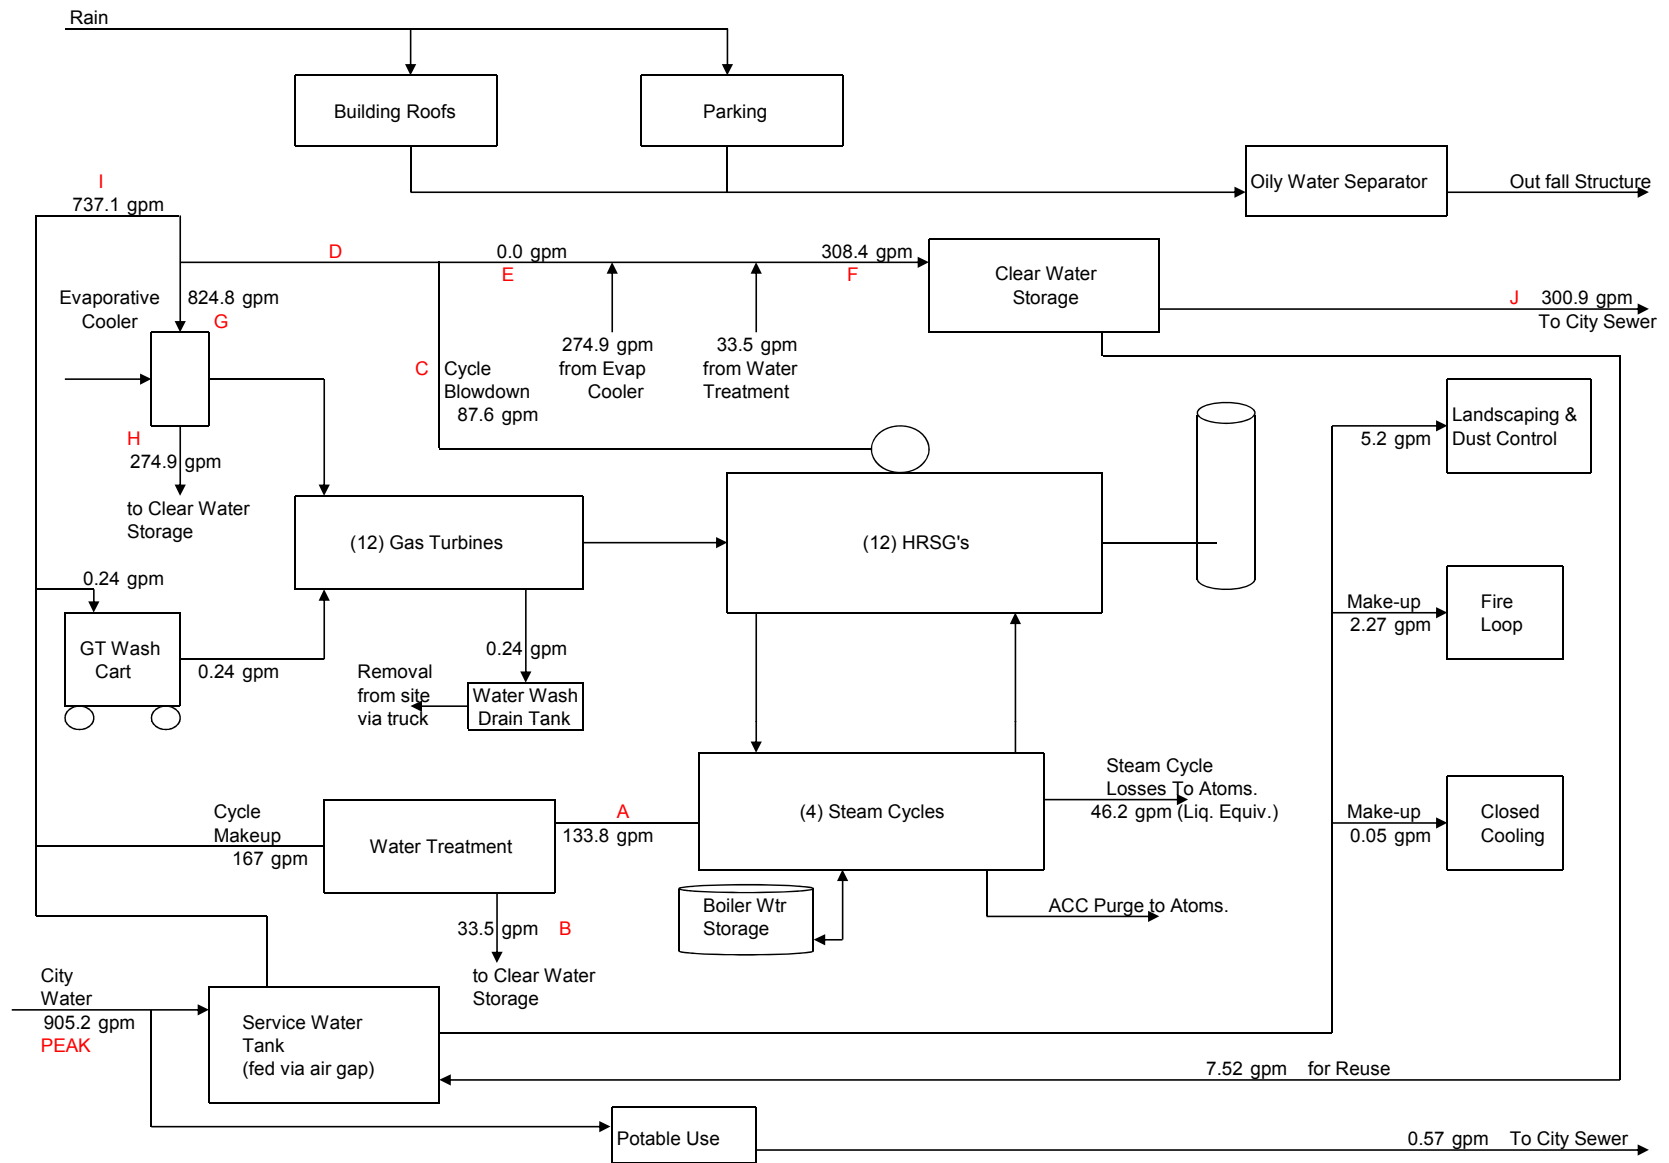 Rain
Building Roofs
Parking
Oily Water Separator
Out fall Structure
I
737.1 gpm
D
0.0 gpm
E
308.4 gpm
F
Clear Water
Storage
J
300.9 gpm
To City Sewer
Evaporative
Cooler
824.8 gpm
G
274.9 gpm
from Evap
Cooler
33.5 gpm
from Water
Treatment
C
Cycle
Blowdown
87.6 gpm
H
274.9 gpm
to Clear Water
Storage
5.2 gpm
Landscaping &
Dust Control
(12) Gas Turbines
(12) HRSG's
0.24 gpm
GT Wash
Cart
0.24 gpm
0.24 gpm
Removal
from site
via truck
Water Wash
Drain Tank
Make-up
2.27 gpm
Fire
Loop
Steam Cycle
Losses To Atoms.
46.2 gpm (Liq. Equiv.)
Cycle
Makeup
167 gpm
Water Treatment
A
133.8 gpm
(4) Steam Cycles
Make-up
0.05 gpm
Closed
Cooling
Boiler Wtr
Storage
ACC Purge to Atoms.
33.5 gpm
B
to Clear Water
Storage
City
Water
905.2 gpm
PEAK
Service Water
Tank
(fed via air gap)
7.52 gpm for Reuse
Potable Use
0.57 gpm To City Sewer